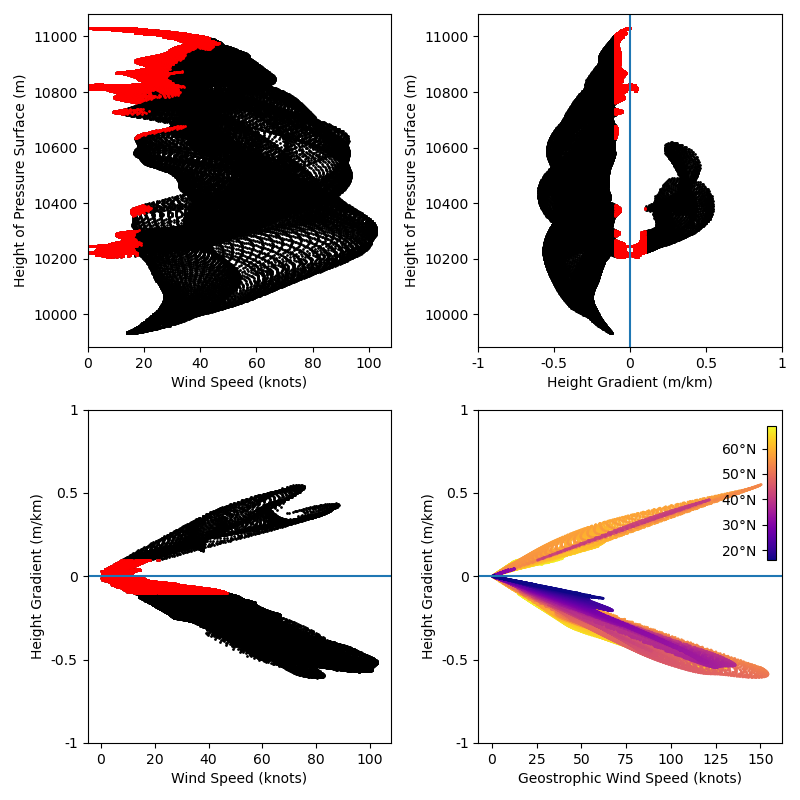 11000
10800
10600
10400
10200
10000
Height of Pressure Surface (m)
0 20 40 60 80 100
Wind Speed (knots)
11000
10800
10600
10400
10200
10000
Height of Pressure Surface (m)
-1 -0.5 0 0.5 1
Height Gradient (m/km)
1
0.5
0
-0.5
-1
Height Gradient (m/km)
0 20 40 60 80 100
Wind Speed (knots)
1
0.5
0
-0.5
-1
Height Gradient (m/km)
60°N
50°N
40°N
30°N
20°N
0 25 50 75 100 125 150
Geostrophic Wind Speed (knots)